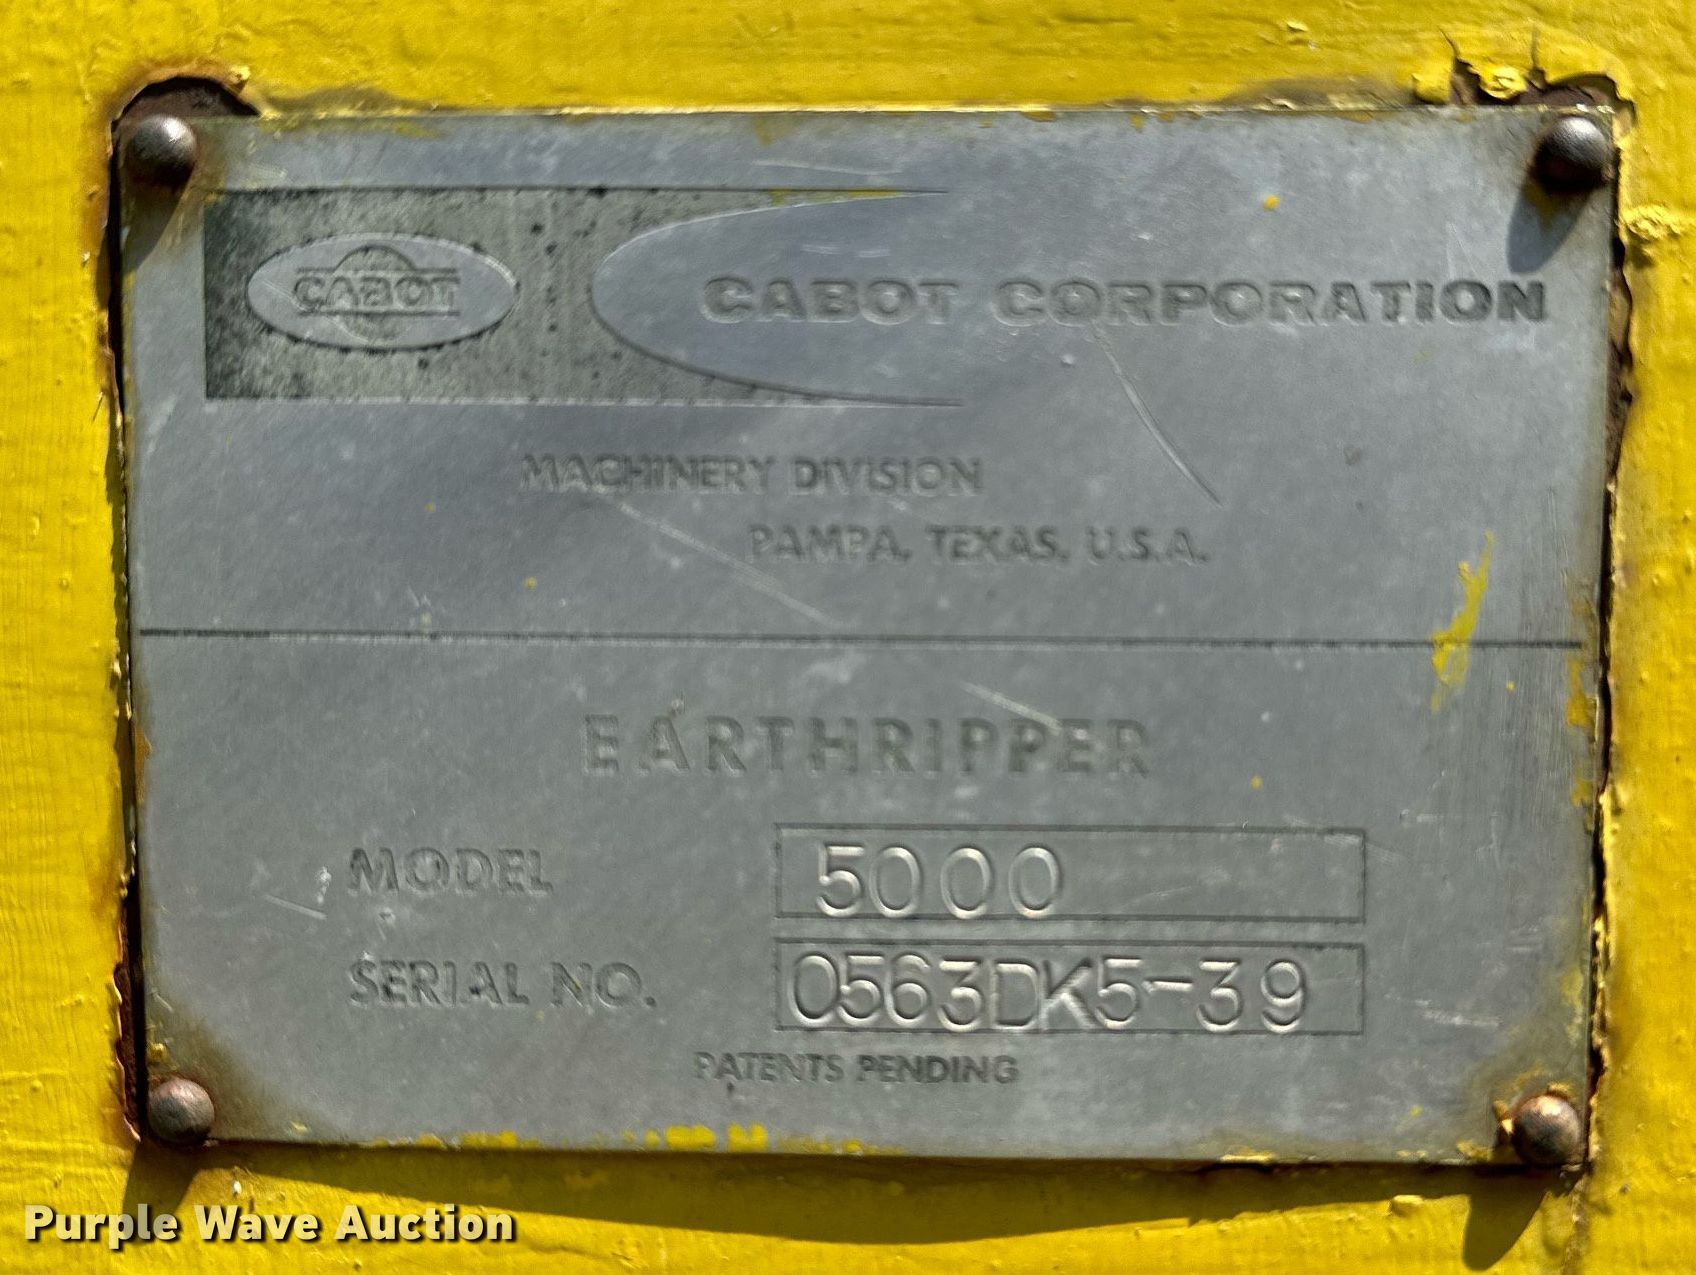 CABOT
CABOT CORPORATION
MACHINERY DIVISION
PAMPA, TEXAS, U.S.A.
EARTHRIPPER
MODEL 5000
SERIAL NO. 0563DK5-39
PATENTS PENDING
Purple Wave Auction